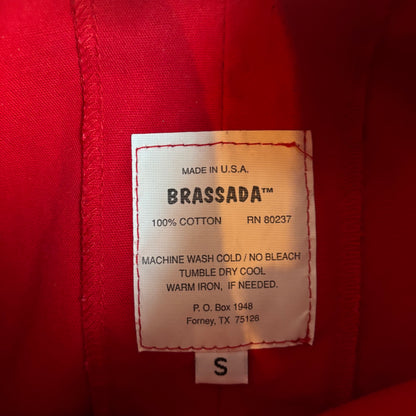 MADE IN U.S.A.
BRASSADA™
100% COTTON RN 80237
MACHINE WASH COLD / NO BLEACH
TUMBLE DRY COOL
WARM IRON, IF NEEDED.
P. O. Box 1948
Forney, TX 75126
S